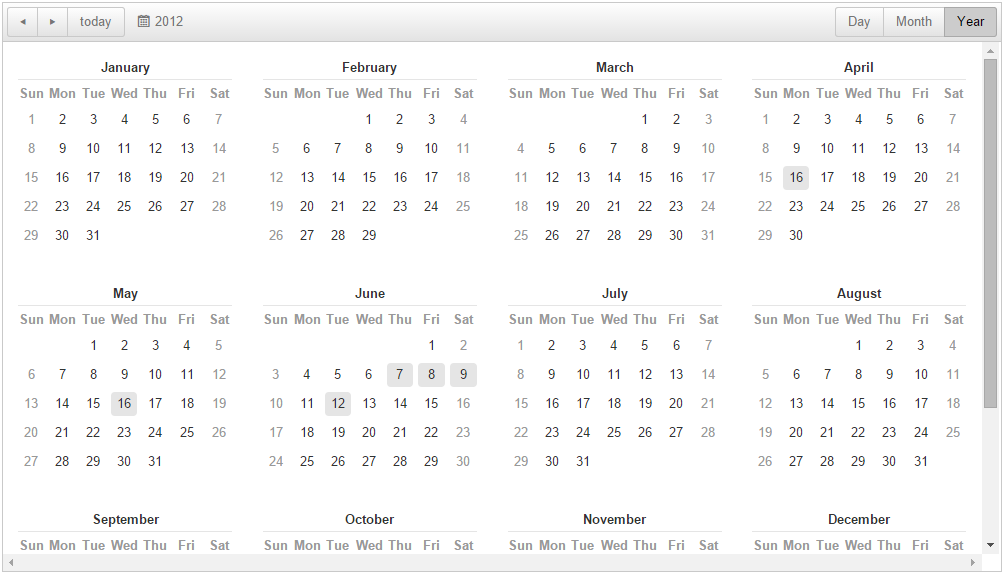 today 2012 Day Month Year
January February March April
Sun Mon Tue Wed Thu Fri Sat Sun Mon Tue Wed Thu Fri Sat Sun Mon Tue Wed Thu Fri Sat Sun Mon Tue Wed Thu Fri Sat
1 2 3 4 5 6 7 1 2 3 4 1 2 3 1 2 3 4 5 6 7
8 9 10 11 12 13 14 5 6 7 8 9 10 11 4 5 6 7 8 9 10 8 9 10 11 12 13 14
15 16 17 18 19 20 21 12 13 14 15 16 17 18 11 12 13 14 15 16 17 15 16 17 18 19 20 21
22 23 24 25 26 27 28 19 20 21 22 23 24 25 18 19 20 21 22 23 24 22 23 24 25 26 27 28
29 30 31 26 27 28 29 25 26 27 28 29 30 31 29 30
May June July August
Sun Mon Tue Wed Thu Fri Sat Sun Mon Tue Wed Thu Fri Sat Sun Mon Tue Wed Thu Fri Sat Sun Mon Tue Wed Thu Fri Sat
1 2 3 4 5 1 2 1 2 3 4 5 6 7 1 2 3 4
6 7 8 9 10 11 12 3 4 5 6 7 8 9 8 9 10 11 12 13 14 5 6 7 8 9 10 11
13 14 15 16 17 18 19 10 11 12 13 14 15 16 15 16 17 18 19 20 21 12 13 14 15 16 17 18
20 21 22 23 24 25 26 17 18 19 20 21 22 23 22 23 24 25 26 27 28 19 20 21 22 23 24 25
27 28 29 30 31 24 25 26 27 28 29 30 29 30 31 26 27 28 29 30 31
September October November December
Sun Mon Tue Wed Thu Fri Sat Sun Mon Tue Wed Thu Fri Sat Sun Mon Tue Wed Thu Fri Sat Sun Mon Tue Wed Thu Fri Sat